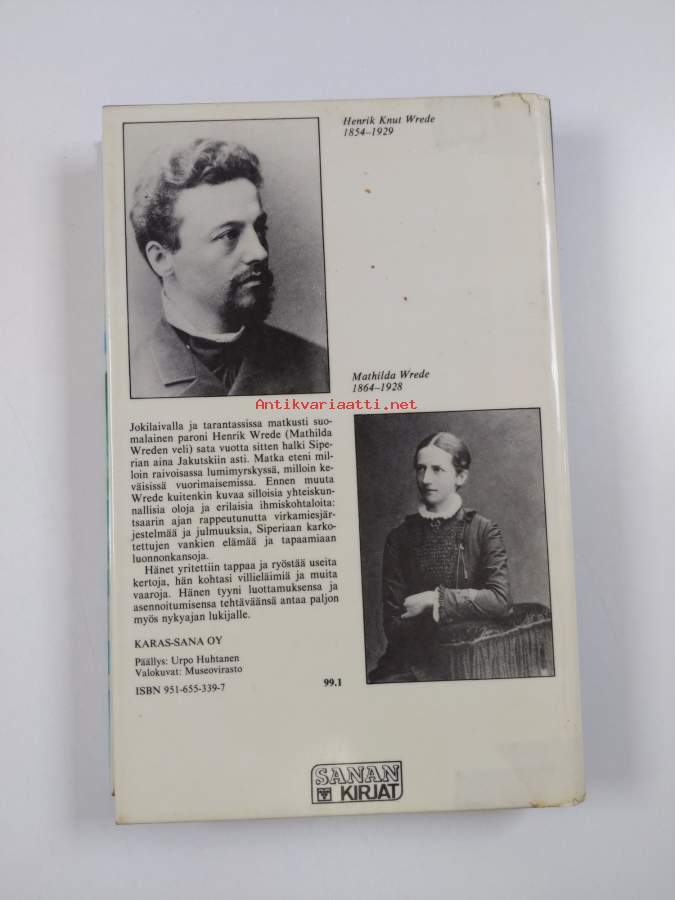 Henrik Knut Wrede
1854–1929
Mathilda Wrede
1864–1928
Antikvariaatti.net
Jokilaivalla ja tarantassissa matkusti suo-
malainen paroni Henrik Wrede (Mathilda
Wreden veli) sata vuotta sitten halki Sipe-
rian aina Jakutskiin asti. Matka eteni mil-
loin raivoisassa lumimyrskyssä, milloin ke-
väisissä vuorimaisemissa. Ennen muuta
Wrede kuitenkin kuvaa silloisia yhteiskun-
nallisia oloja ja erilaisia ihmiskohtaloita:
tsaarin ajan rappeutunutta virkamiesjär-
jestelmää ja julmuuksia, Siperiaan karko-
tettujen vankien elämää ja tapaamiaan
luonnonkansoja.
Hänet yritettiin tappaa ja ryöstää useita
kertoja, hän kohtasi villieläimiä ja muita
vaaroja. Hänen tyyni luottamuksensa ja
asennoitumisensa tehtäväänsä antaa paljon
myös nykyajan lukijalle.
KARAS-SANA OY
Päällys: Urpo Huhtanen
Valokuvat: Museovirasto
ISBN 951-655-339-7
99.1
SANAN
KIRJAT